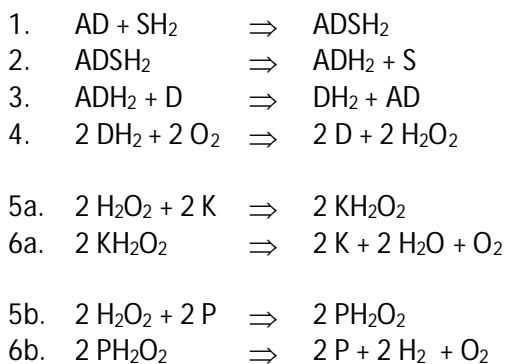 1. AD + SH₂ ⇒ ADSH₂
2. ADSH₂ ⇒ ADH₂ + S
3. ADH₂ + D ⇒ DH₂ + AD
4. 2 DH₂ + 2 O₂ ⇒ 2 D + 2 H₂O₂
5a. 2 H₂O₂ + 2 K ⇒ 2 KH₂O₂
6a. 2 KH₂O₂ ⇒ 2 K + 2 H₂O + O₂
5b. 2 H₂O₂ + 2 P ⇒ 2 PH₂O₂
6b. 2 PH₂O₂ ⇒ 2 P + 2 H₂ + O₂